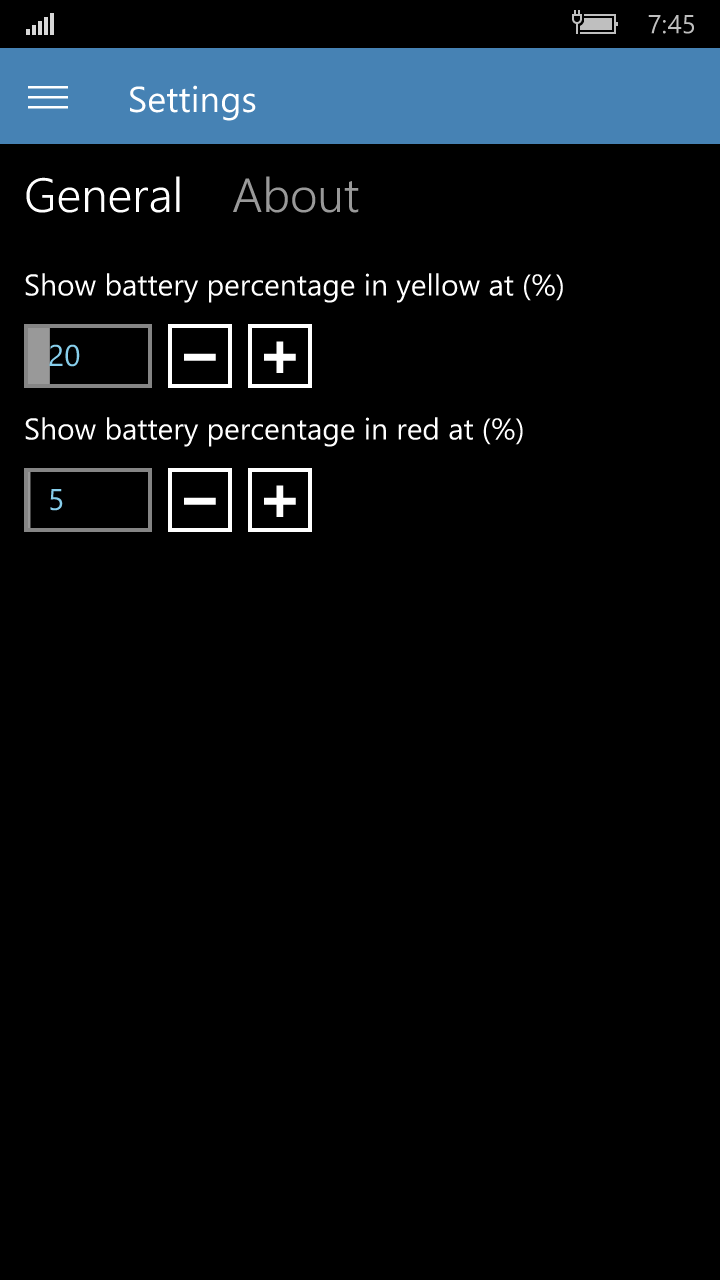 7:45
Settings
General About
Show battery percentage in yellow at (%)
20
Show battery percentage in red at (%)
5